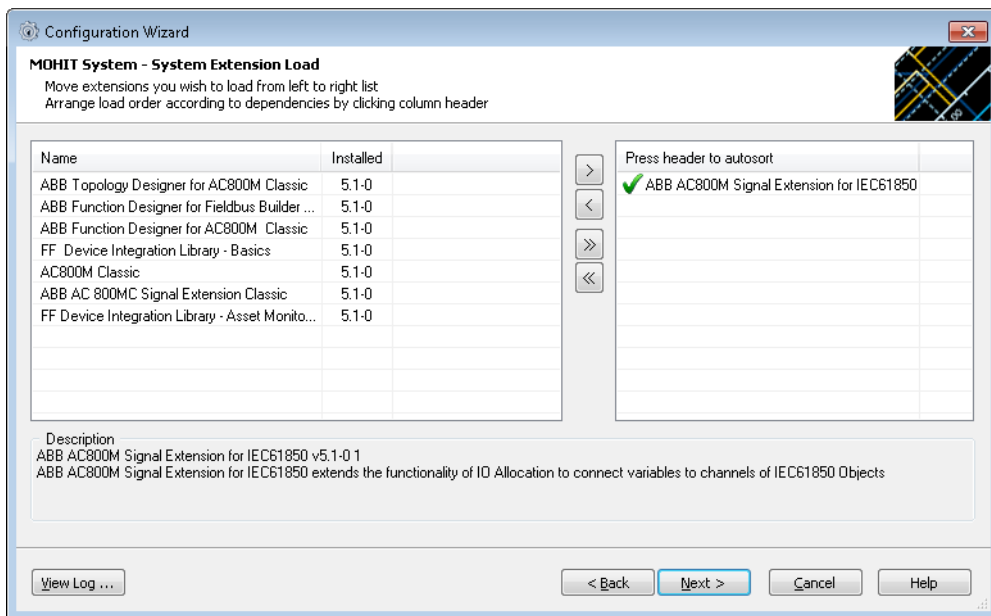 Configuration Wizard
MOHIT System - System Extension Load
Move extensions you wish to load from left to right list
Arrange load order according to dependencies by clicking column header
Name Installed
ABB Topology Designer for AC800M Classic 5.1-0
ABB Function Designer for Fieldbus Builder ... 5.1-0
ABB Function Designer for AC800M  Classic 5.1-0
FF  Device Integration Library - Basics 5.1-0
AC800M Classic 5.1-0
ABB AC 800MC Signal Extension Classic 5.1-0
FF Device Integration Library - Asset Monito... 5.1-0
>
<
>>
<<
Press header to autosort
ABB AC800M Signal Extension for IEC61850
Description
ABB AC800M Signal Extension for IEC61850 v5.1-0 1
ABB AC800M Signal Extension for IEC61850 extends the functionality of IO Allocation to connect variables to channels of IEC61850 Objects
View Log ... < Back Next > Cancel Help